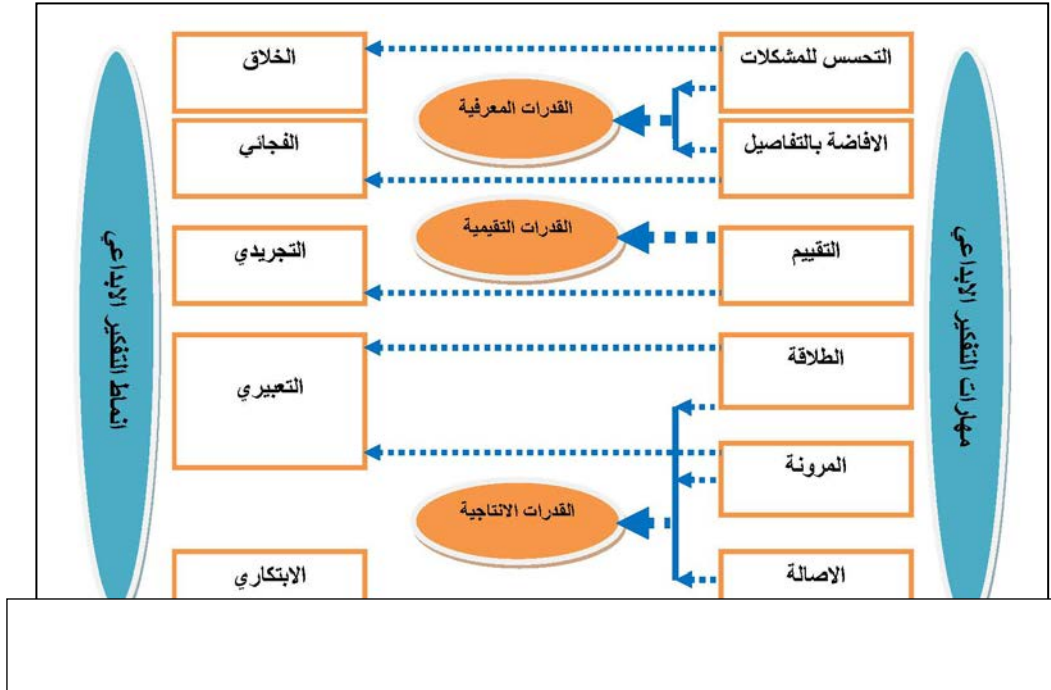 مهارات التفكير الابداعي
التحسس للمشكلات
الخلاق
القدرات المعرفية
الافاضة بالتفاصيل
الفجائي
القدرات التقيمية
التقييم
التجريدي
الطلاقة
التعبيري
المرونة
القدرات الانتاجية
الاصالة
الابتكاري
انماط التفكير الابداعي